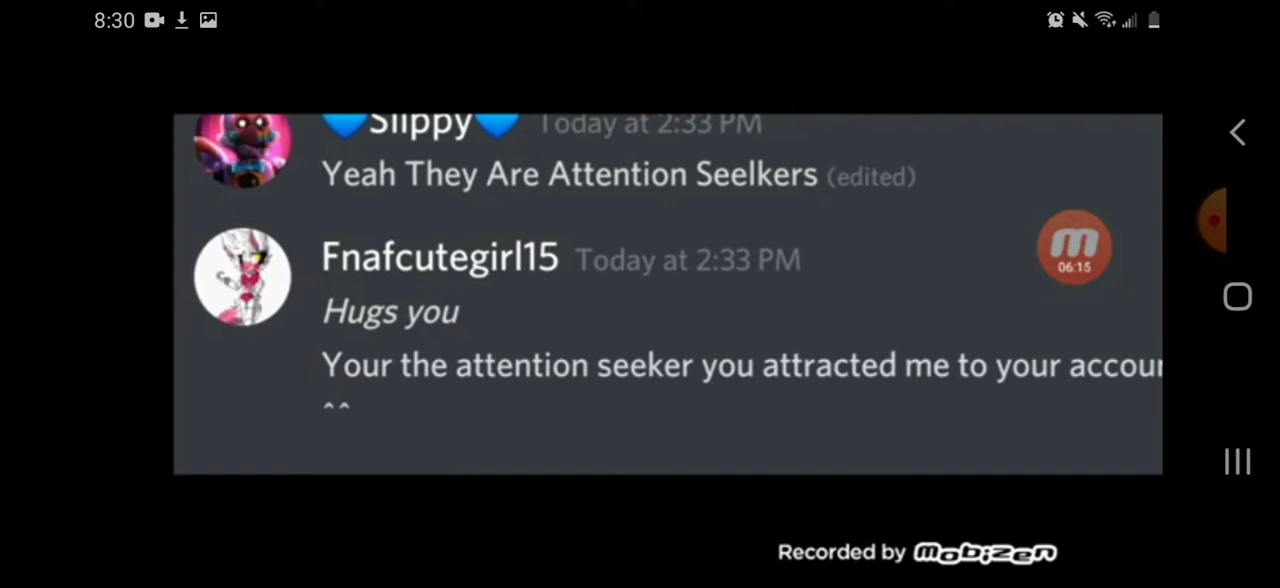 8:30
💙Slippy💙 Today at 2:33 PM
Yeah They Are Attention Seelkers (edited)
Fnafcutegirl15 Today at 2:33 PM
m
06:15
Hugs you
Your the attention seeker you attracted me to your accoun
^^
Recorded by mobizen